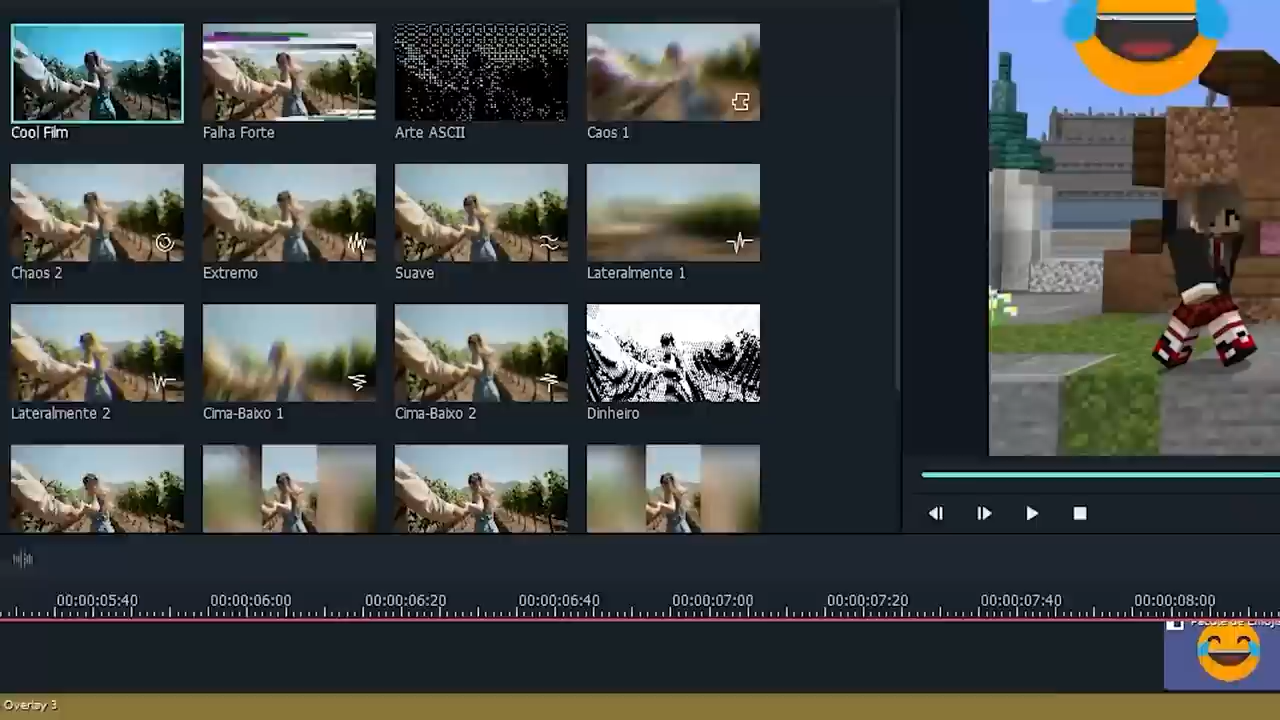 Cool Film
Falha Forte
Arte ASCII
Caos 1
Chaos 2
Extremo
Suave
Lateralmente 1
Lateralmente 2
Cima-Baixo 1
Cima-Baixo 2
Dinheiro
00:00:05:40
00:00:06:00
00:00:06:20
00:00:06:40
00:00:07:00
00:00:07:20
00:00:07:40
00:00:08:00
Pacote de Emojis
Overlay 3